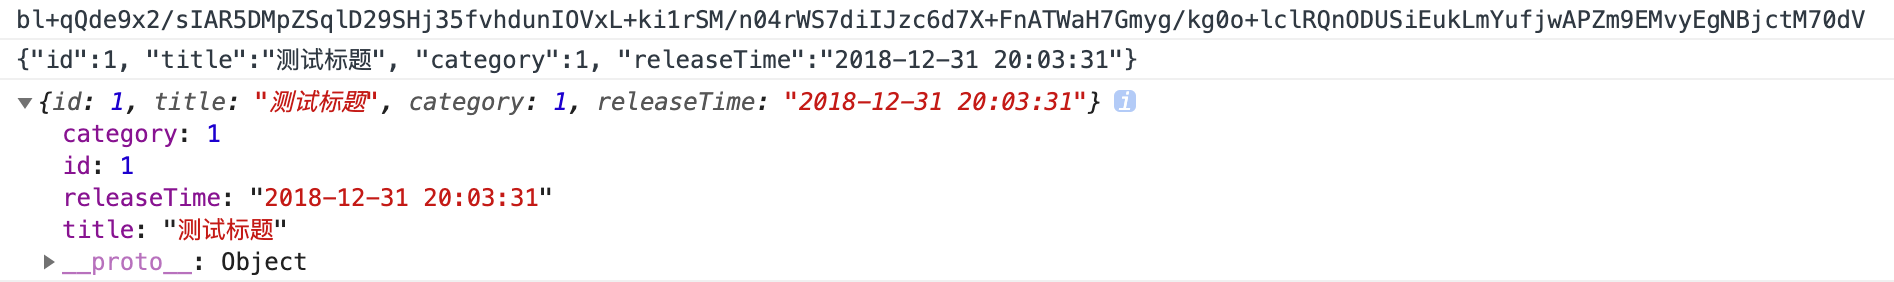 bl+qQde9x2/sIAR5DMpZSqlD29SHj35fvhdunIOVxL+ki1rSM/n04rWS7diIJzc6d7X+FnATWaH7Gmyg/kg0o+lclRQnODUSiEukLmYufjwAPZm9EMvyEgNBjctM70dV
{"id":1, "title":"测试标题", "category":1, "releaseTime":"2018-12-31 20:03:31"}
▼{id: 1, title: "测试标题", category: 1, releaseTime: "2018-12-31 20:03:31"} i
category: 1
id: 1
releaseTime: "2018-12-31 20:03:31"
title: "测试标题"
▶__proto__: Object